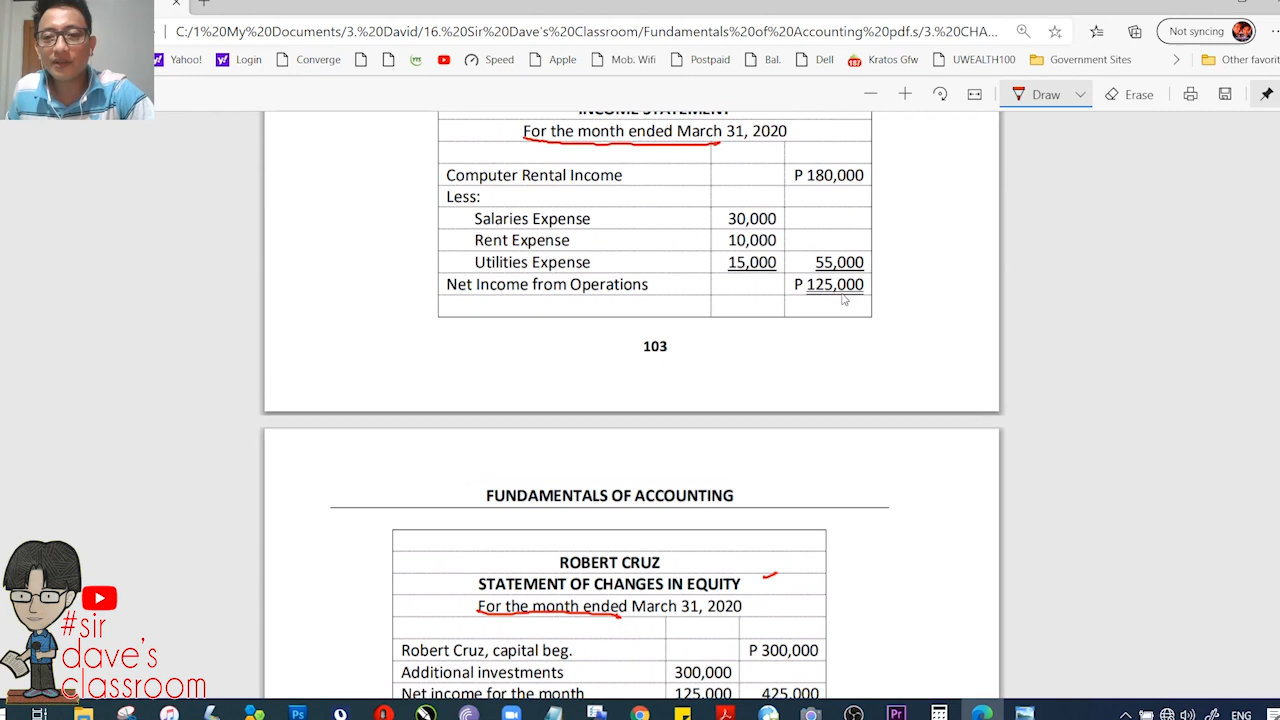 C:/1%20My%20Documents/3.%20David/16.%20Sir%20Dave's%20Classroom/Fundamentals%20of%20Accounting%20pdf.s/3.%20CHA...
Not syncing
Yahoo!
Login
Converge
Speed
Apple
Mob. Wifi
Postpaid
Bal.
Dell
Kratos Gfw
UWEALTH100
Government Sites
Other favorit
Draw
Erase
INCOME STATEMENT
For the month ended March 31, 2020
Computer Rental Income P 180,000
Less:
Salaries Expense 30,000
Rent Expense 10,000
Utilities Expense 15,000 55,000
Net Income from Operations P 125,000
103
FUNDAMENTALS OF ACCOUNTING
ROBERT CRUZ
STATEMENT OF CHANGES IN EQUITY
For the month ended March 31, 2020
Robert Cruz, capital beg. P 300,000
Additional investments 300,000
Net income for the month 125,000 425,000
#sir
dave's
classroom
ENG